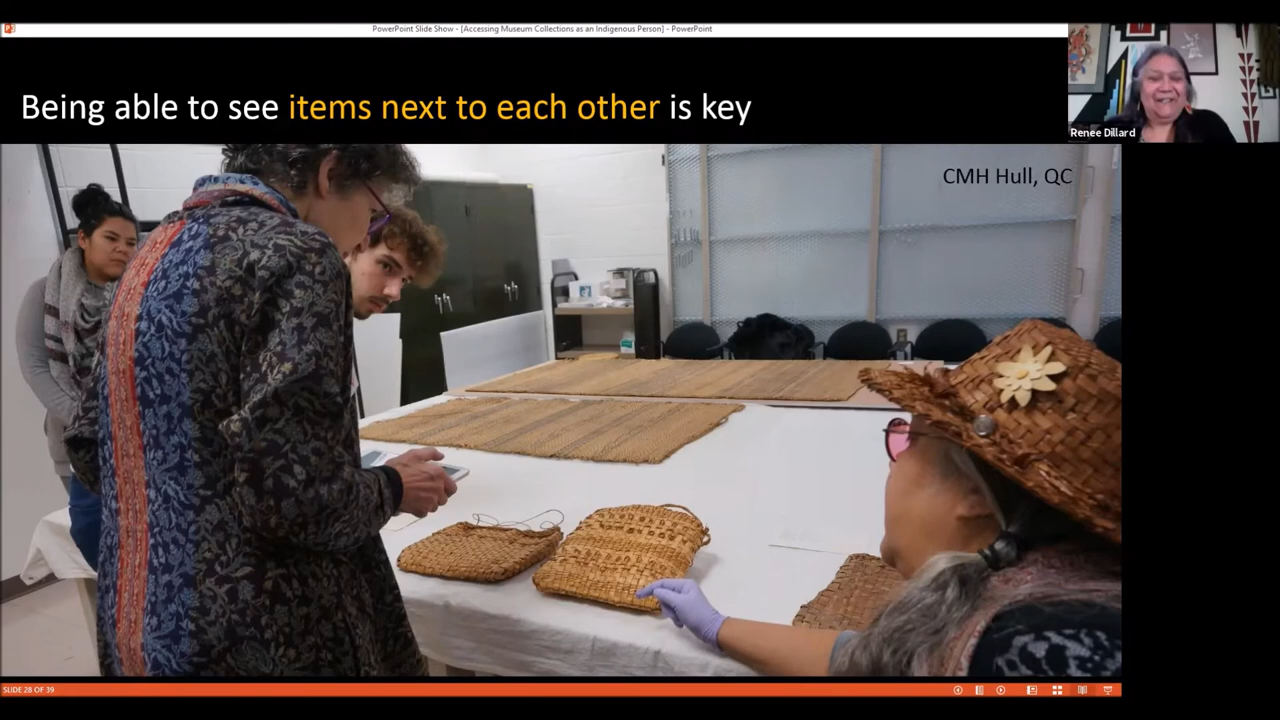 PowerPoint Slide Show - [Accessing Museum Collections as an Indigenous Person] - PowerPoint
Being able to see items next to each other is key
Renee Dillard
CMH Hull, QC
SLIDE 28 OF 39